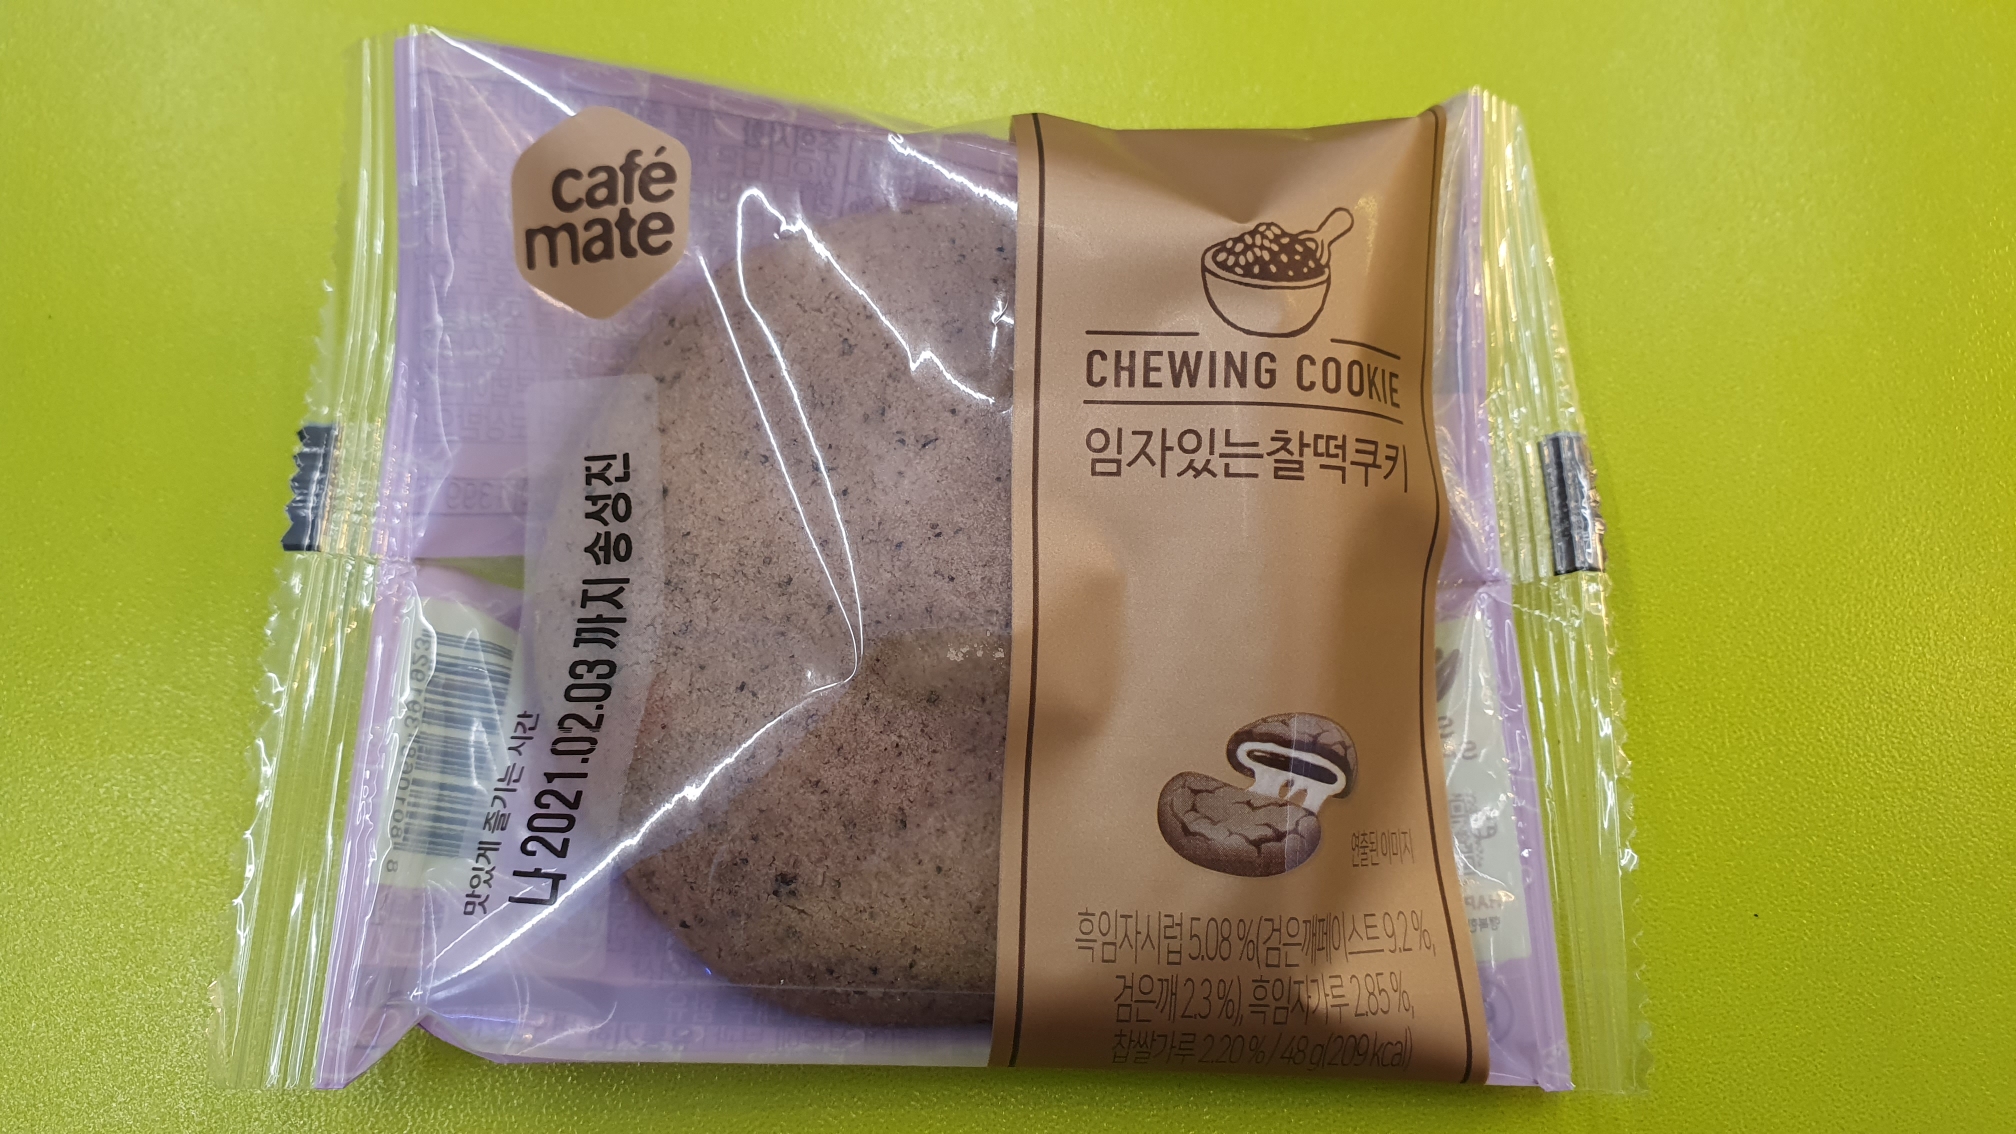 café
mate
CHEWING COOKIE
임자있는찰떡쿠키
맛있게 즐기는 시간
나 2021.02.03 까지 송성진
연출된 이미지
흑임자시럽 5.08 %(검은깨페이스트 9.2%,
검은깨 2.3 %), 흑임자가루 2.85%,
찹쌀가루 2.20 % / 48 g(209 kcal)